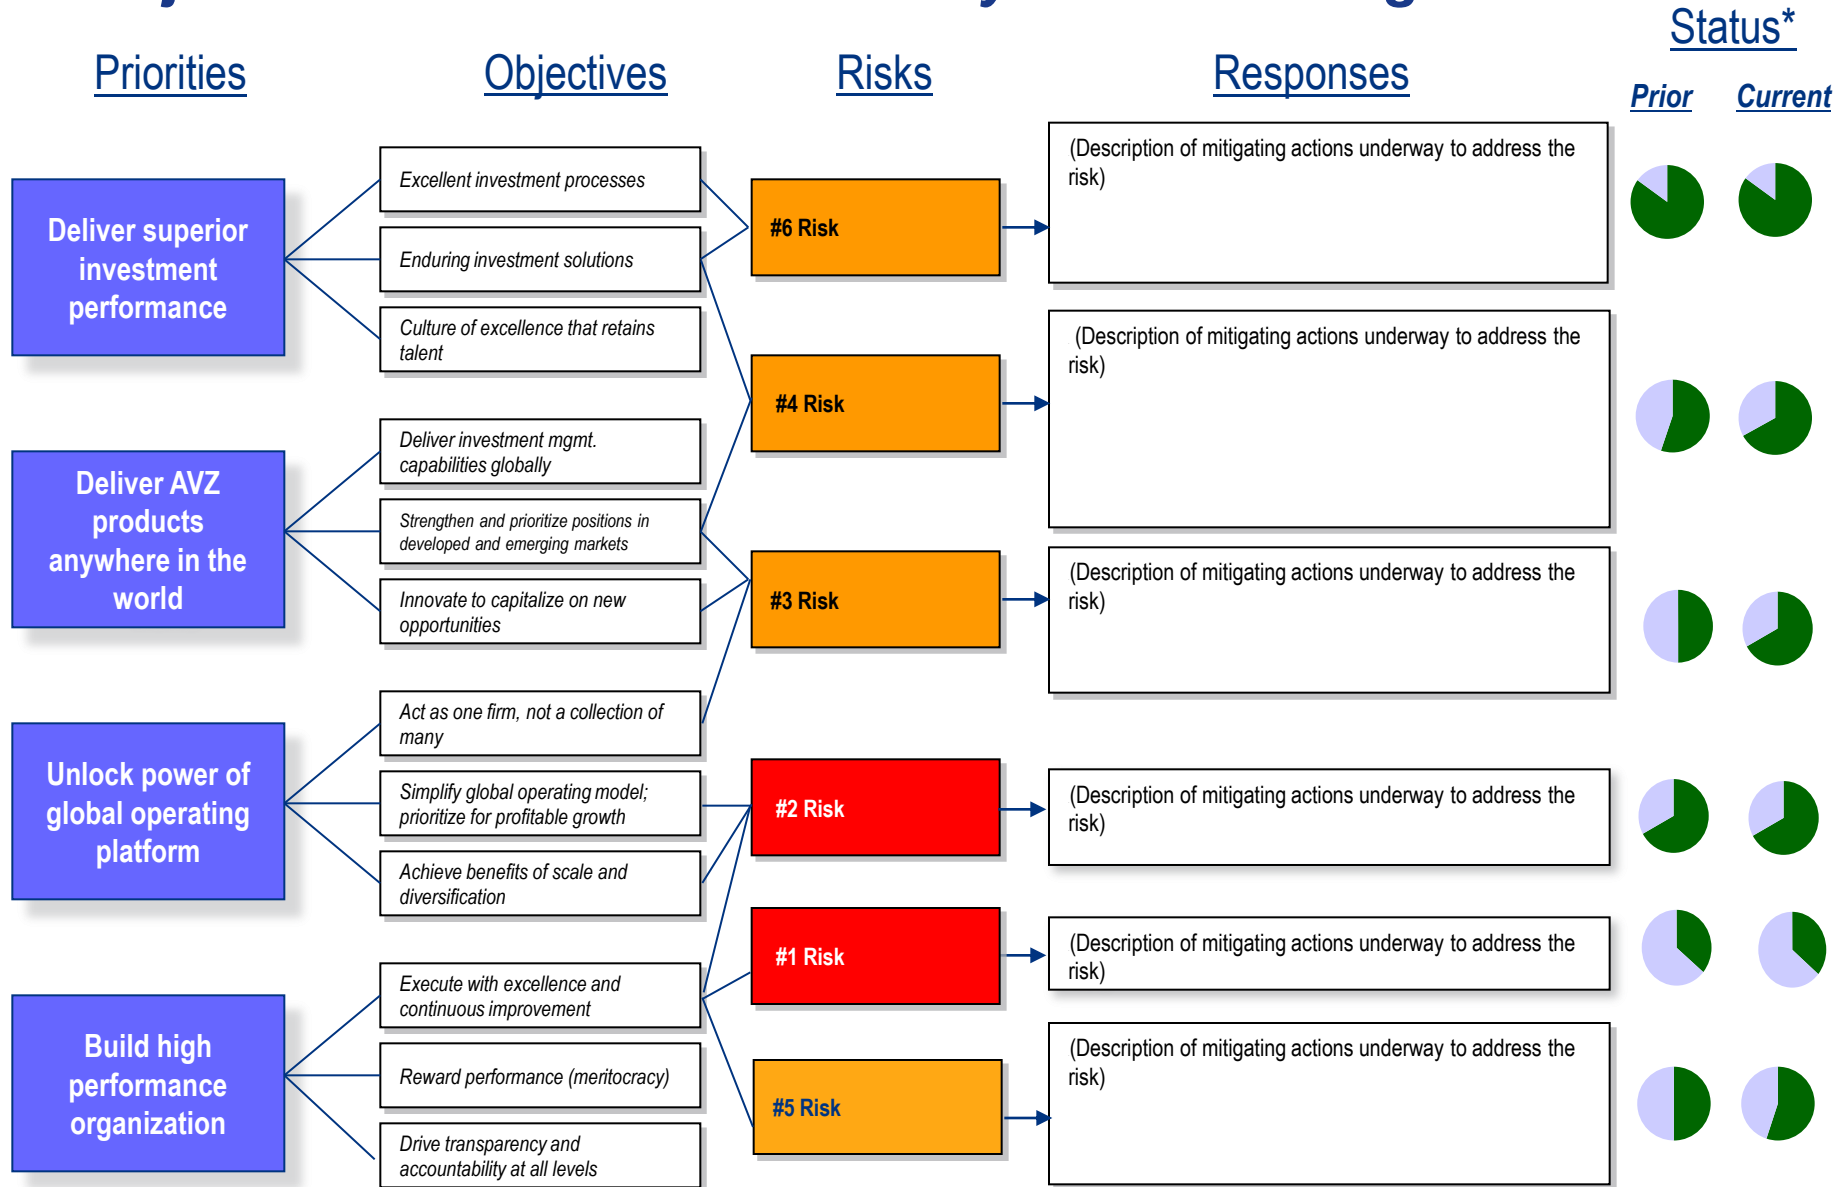 Status*
Priorities
Objectives
Risks
Responses
Prior
Current
Deliver superior
investment
performance
Excellent investment processes
Enduring investment solutions
Culture of excellence that retains
talent
#6 Risk
(Description of mitigating actions underway to address the
risk)
#4 Risk
(Description of mitigating actions underway to address the
risk)
Deliver AVZ
products
anywhere in the
world
Deliver investment mgmt.
capabilities globally
Strengthen and prioritize positions in
developed and emerging markets
Innovate to capitalize on new
opportunities
#3 Risk
(Description of mitigating actions underway to address the
risk)
Unlock power of
global operating
platform
Act as one firm, not a collection of
many
Simplify global operating model;
prioritize for profitable growth
Achieve benefits of scale and
diversification
#2 Risk
(Description of mitigating actions underway to address the
risk)
#1 Risk
(Description of mitigating actions underway to address the
risk)
Build high
performance
organization
Execute with excellence and
continuous improvement
Reward performance (meritocracy)
Drive transparency and
accountability at all levels
#5 Risk
(Description of mitigating actions underway to address the
risk)